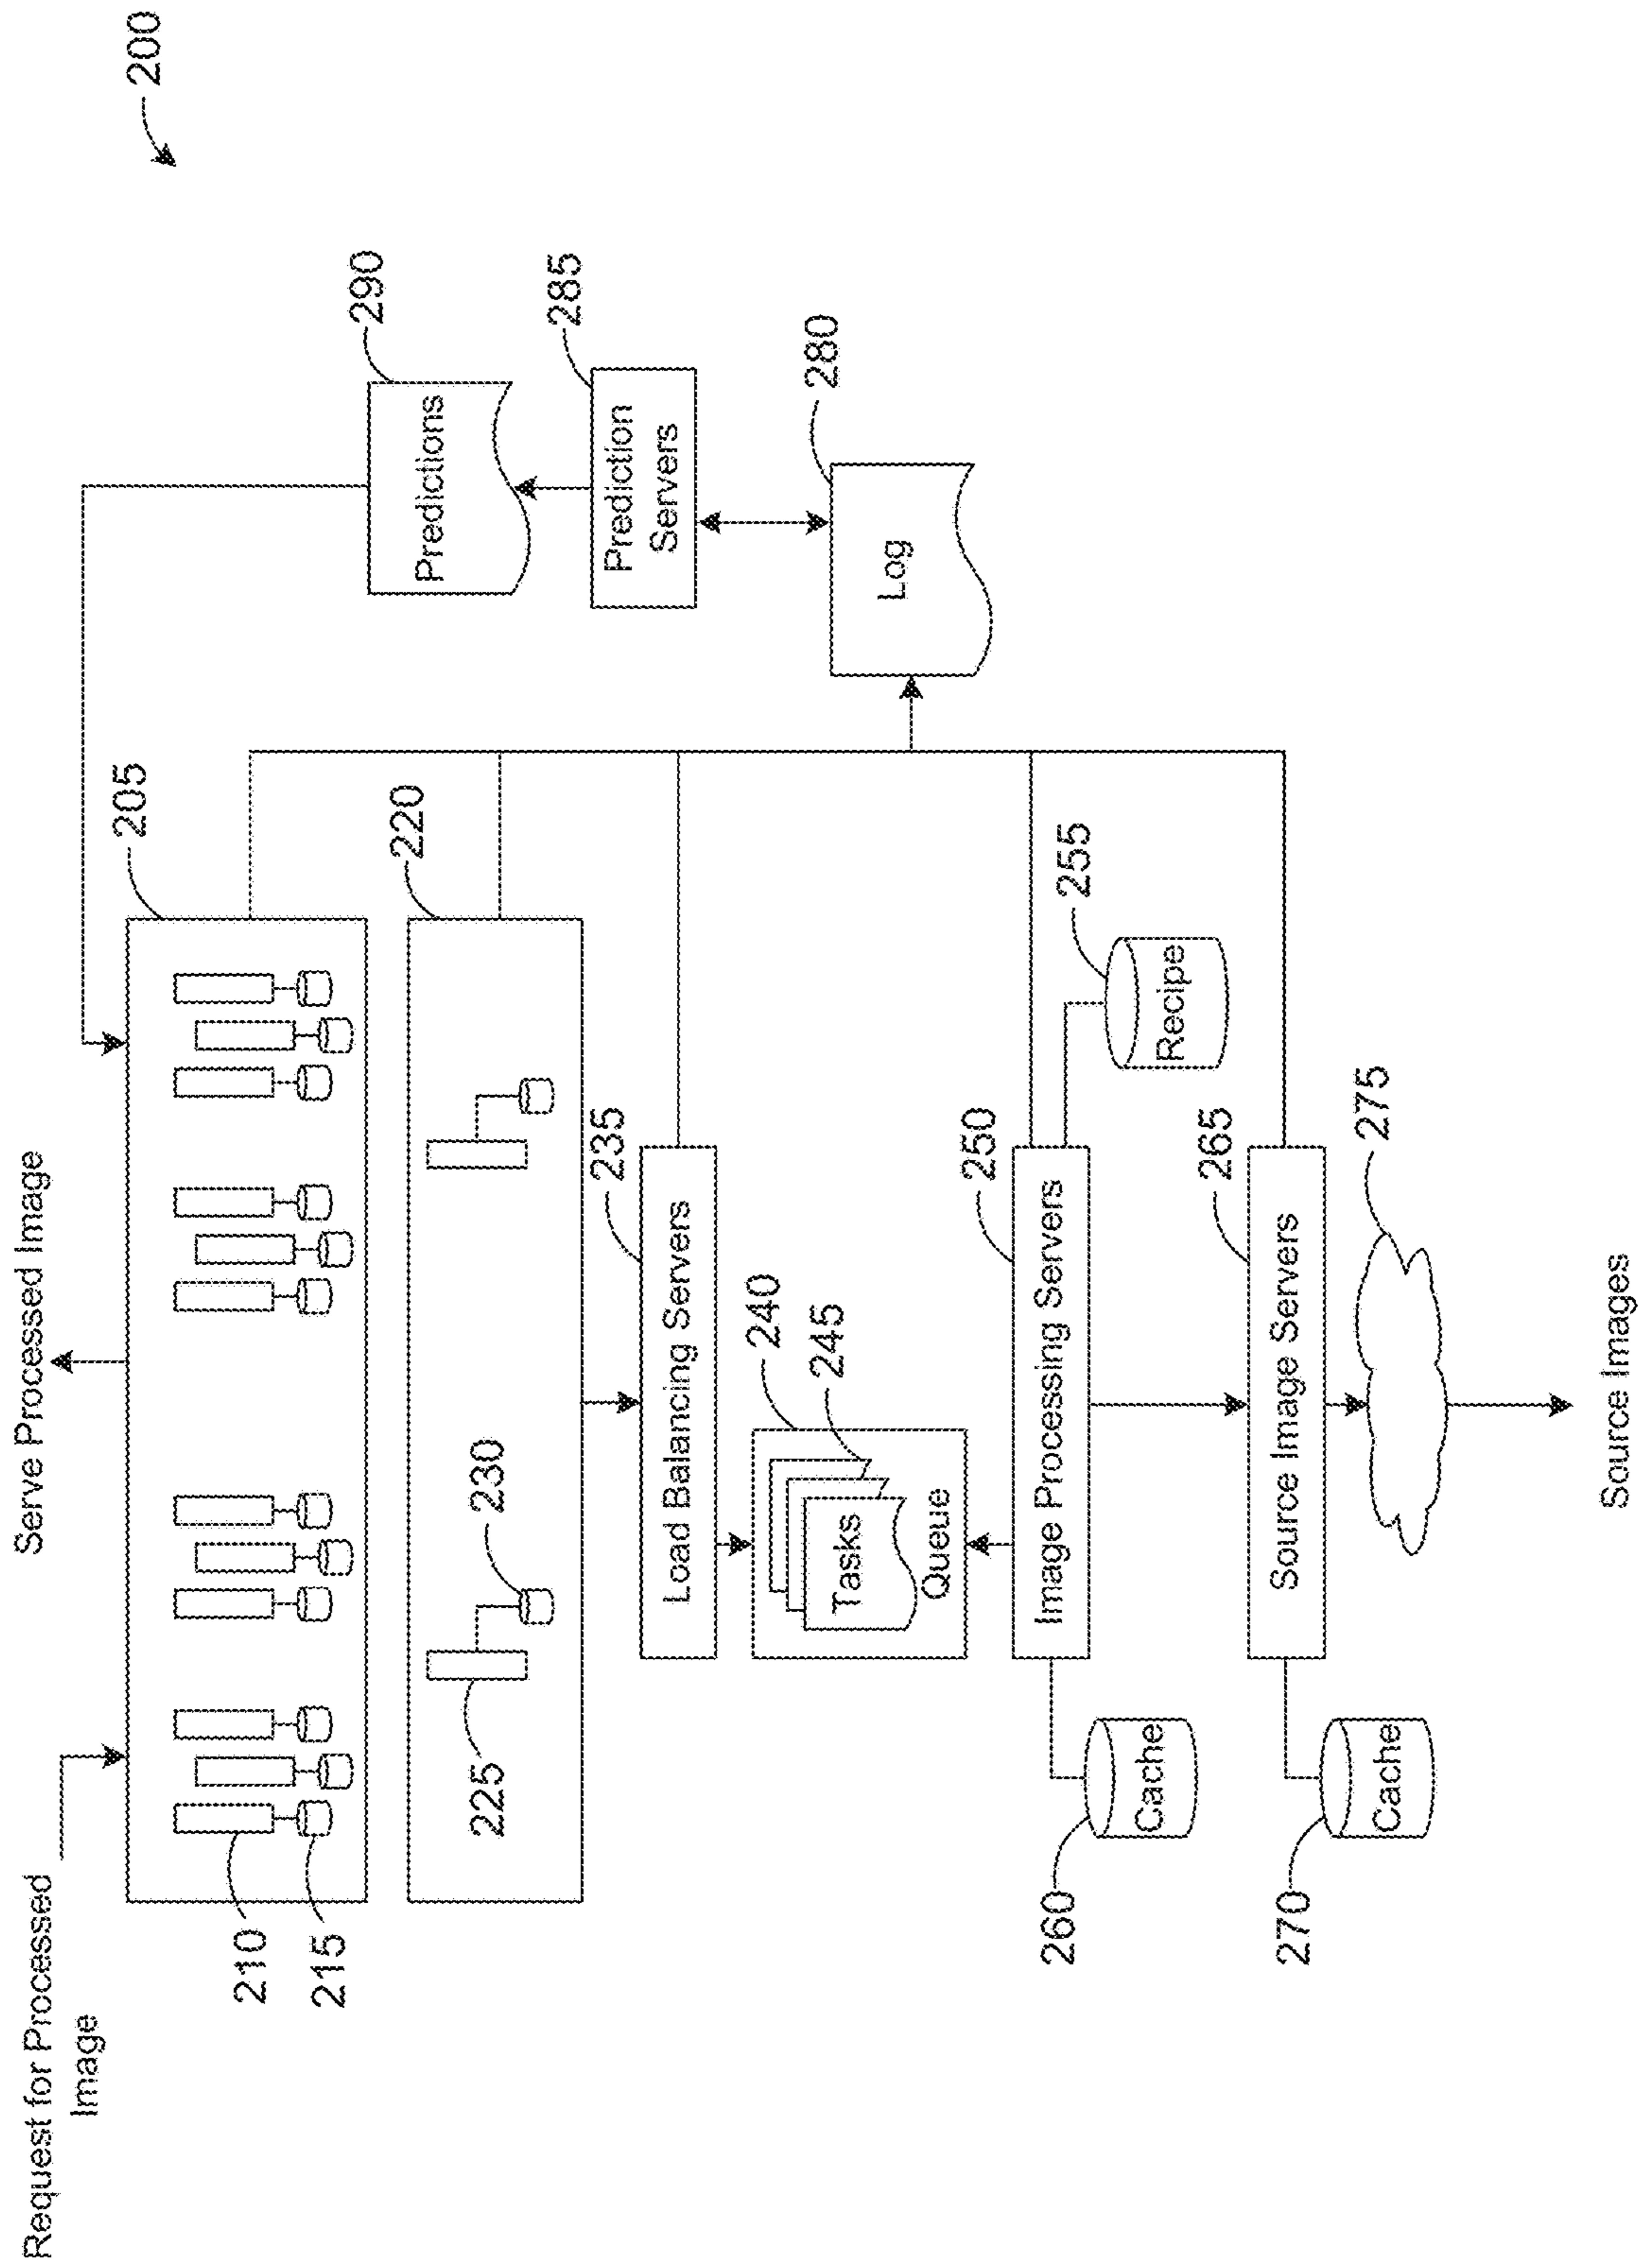 200
Serve Processed Image
Request for Processed
Image
205
210
215
220
225
230
235
Load Balancing Servers
240
245
Tasks
Queue
250
Image Processing Servers
255
Recipe
260
Cache
265
Source Image Servers
270
Cache
275
Source Images
280
Log
285
Prediction
Servers
290
Predictions